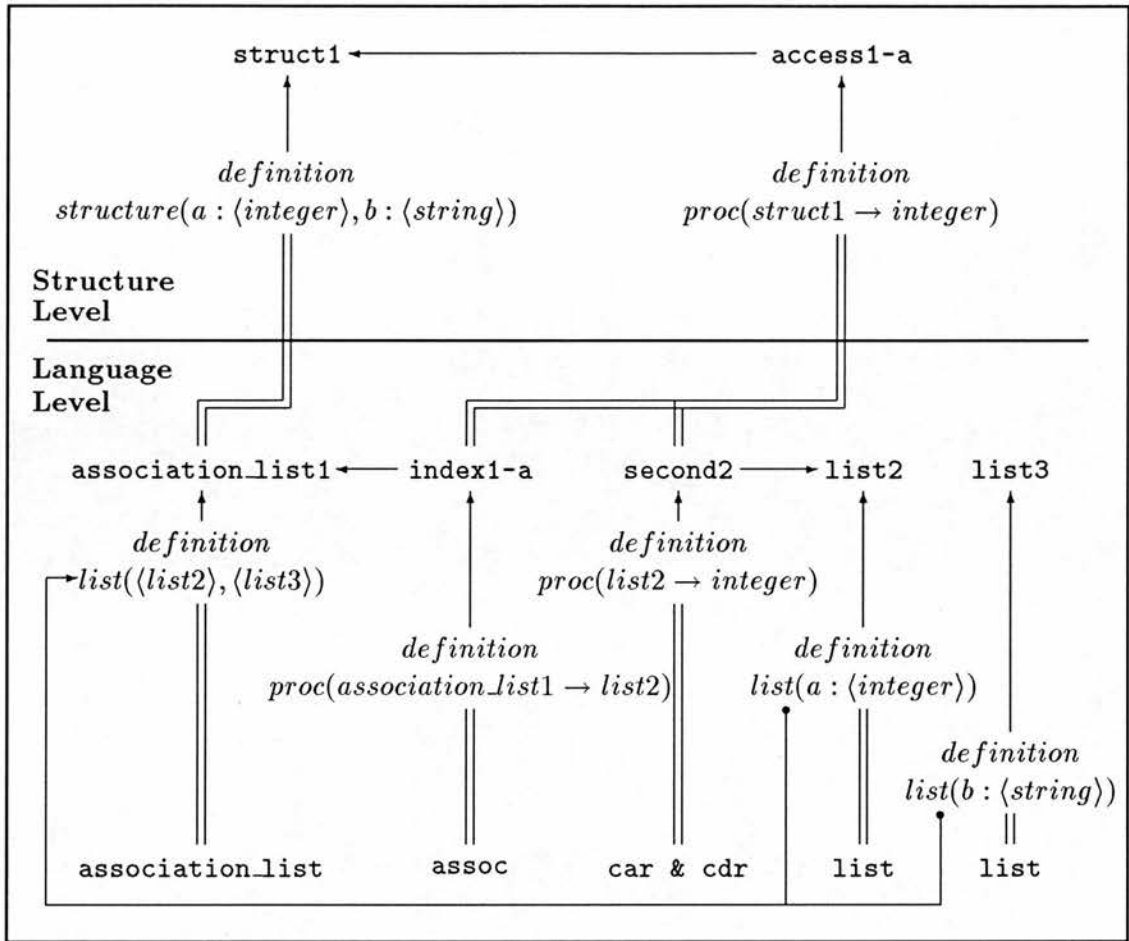 struct1 access1-a
definition definition
structure(a : ⟨integer⟩, b : ⟨string⟩) proc(struct1 → integer)
Structure
Level
Language
Level
association_list1 index1-a second2 list2 list3
definition definition
list(⟨list2⟩, ⟨list3⟩) proc(list2 → integer)
definition definition
proc(association_list1 → list2) list(a : ⟨integer⟩)
definition
list(b : ⟨string⟩)
association_list assoc car & cdr list list